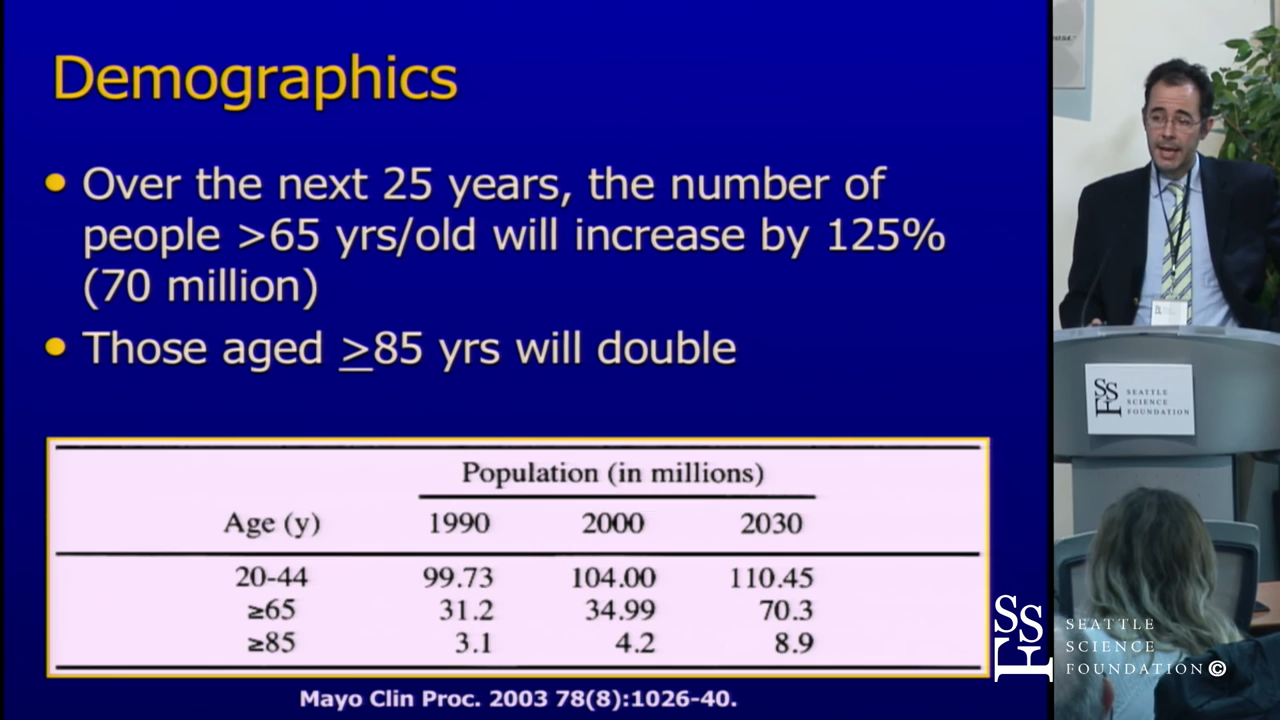 Demographics
• Over the next 25 years, the number of
people >65 yrs/old will increase by 125%
(70 million)
• Those aged >85 yrs will double
Population (in millions)
Age (y) 1990 2000 2030
20-44 99.73 104.00 110.45
≥65 31.2 34.99 70.3
≥85 3.1 4.2 8.9
Mayo Clin Proc. 2003 78(8):1026-40.
SSF
SEATTLE
SCIENCE
FOUNDATION
SSF
SEATTLE
SCIENCE
FOUNDATION©